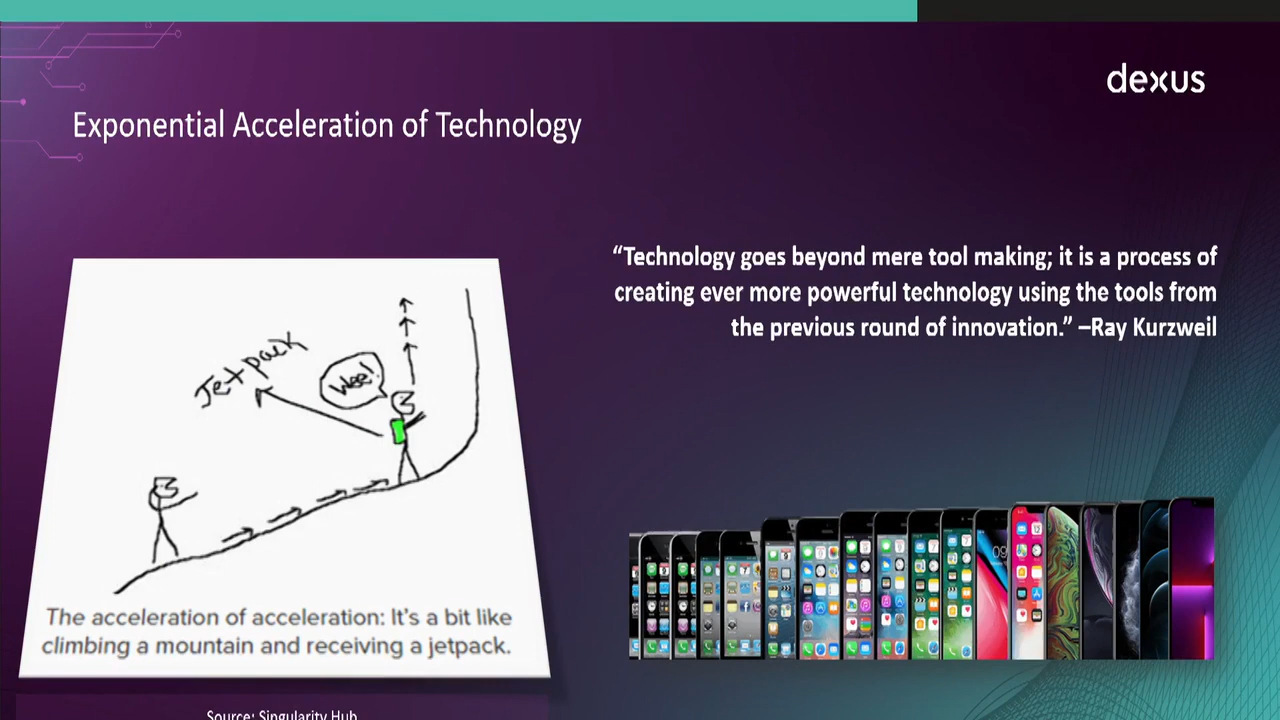 dexus
Exponential Acceleration of Technology
“Technology goes beyond mere tool making; it is a process of
creating ever more powerful technology using the tools from
the previous round of innovation.” –Ray Kurzweil
Jetpack
Wee!
The acceleration of acceleration: It’s a bit like
climbing a mountain and receiving a jetpack.
Source: Singularity Hub